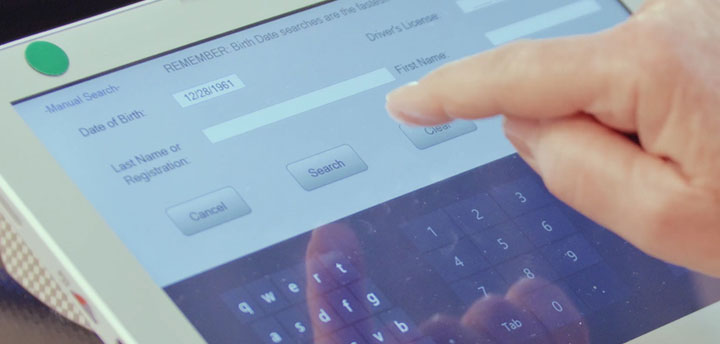 REMEMBER: Birth Date searches are the fastest
-Manual Search-
Driver's License:
Date of Birth: 12/28/1961
First Name:
Last Name or
Registration:
Clear
Search
Cancel
1 2 3
q w e r t
4 5 6
a s d f g
7 8 9
v b
Tab 0 .